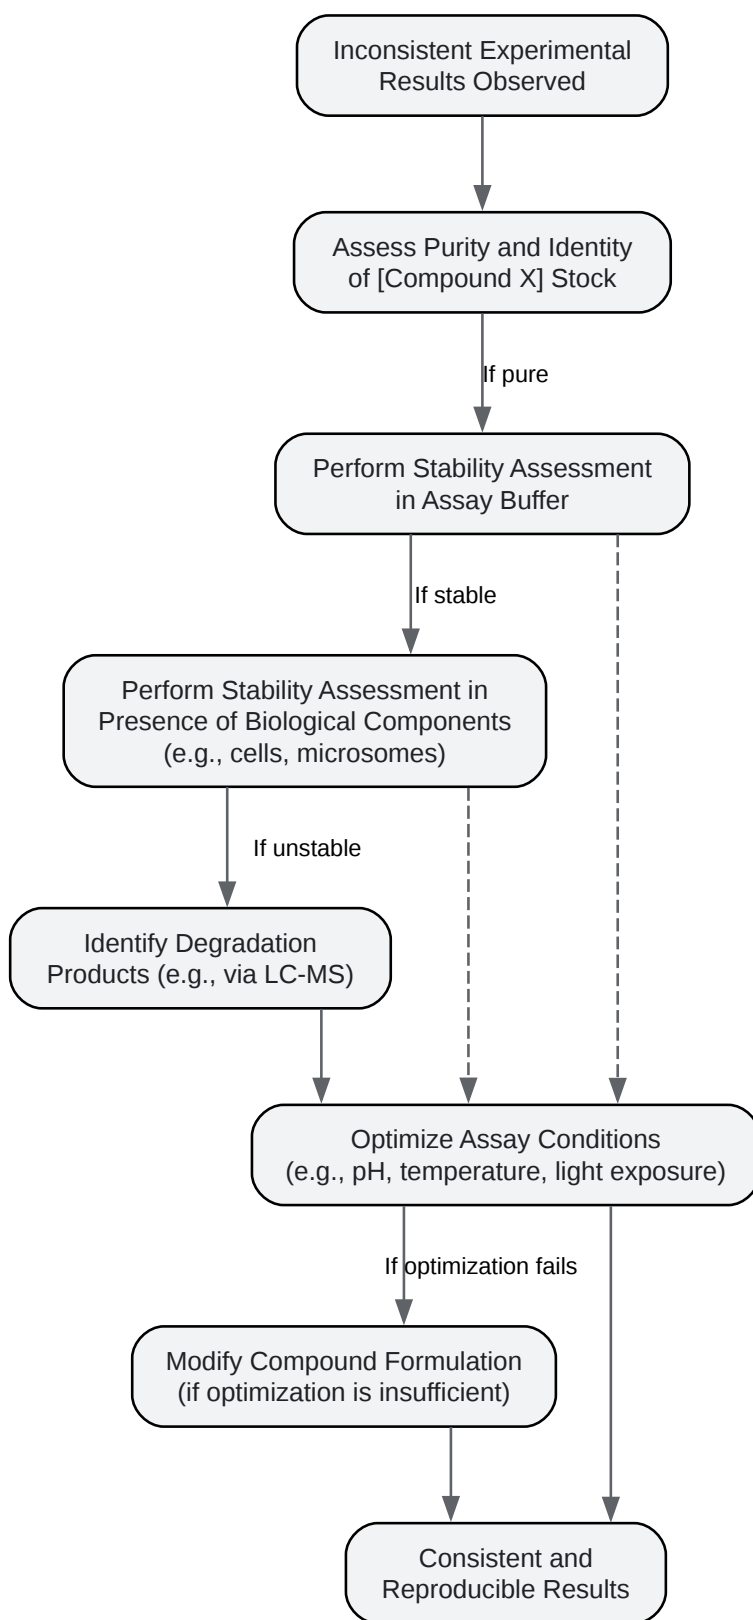 Inconsistent Experimental
Results Observed
Assess Purity and Identity
of [Compound X] Stock
If pure
Perform Stability Assessment
in Assay Buffer
If stable
Perform Stability Assessment in
Presence of Biological Components
(e.g., cells, microsomes)
If unstable
Identify Degradation
Products (e.g., via LC-MS)
Optimize Assay Conditions
(e.g., pH, temperature, light exposure)
If optimization fails
Modify Compound Formulation
(if optimization is insufficient)
Consistent and
Reproducible Results